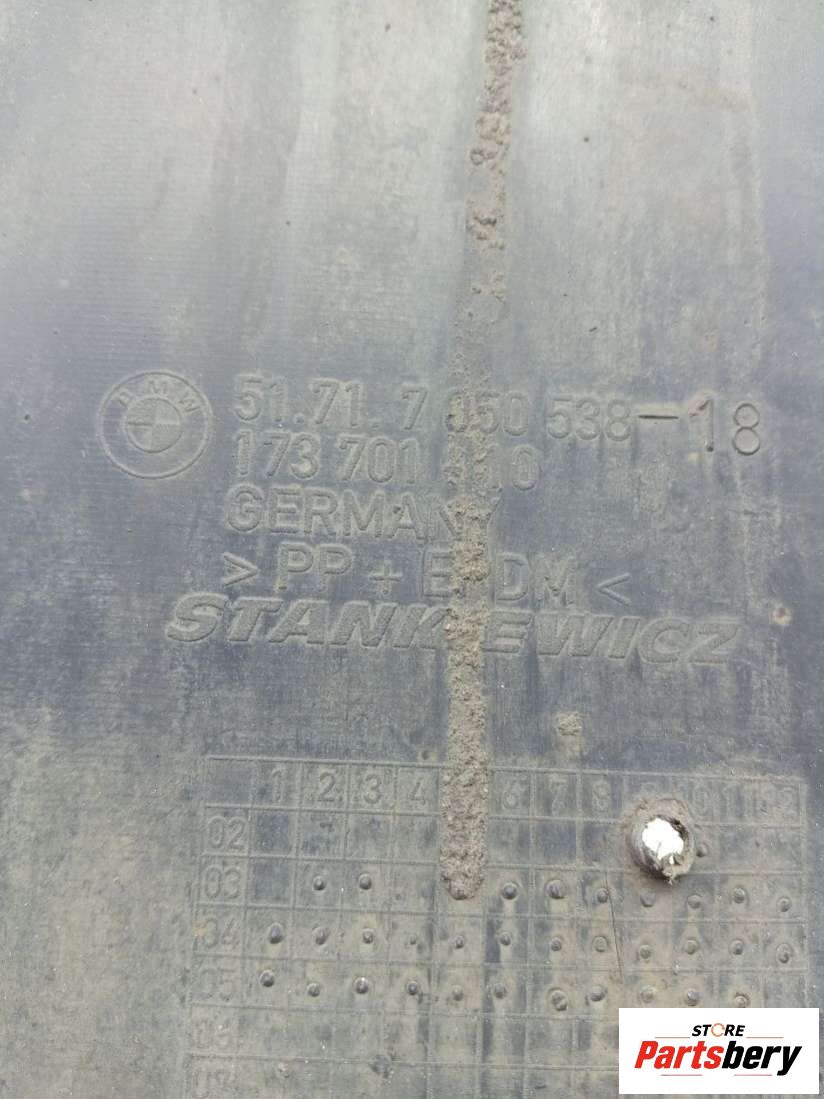 BMW
51.71.7 050 538-18
173 701 10
GERMANY
> PP + EPDM <
STANKIEWICZ
1 2 3 4 6 7 8
02
03
04
05
STORE
Partsbery